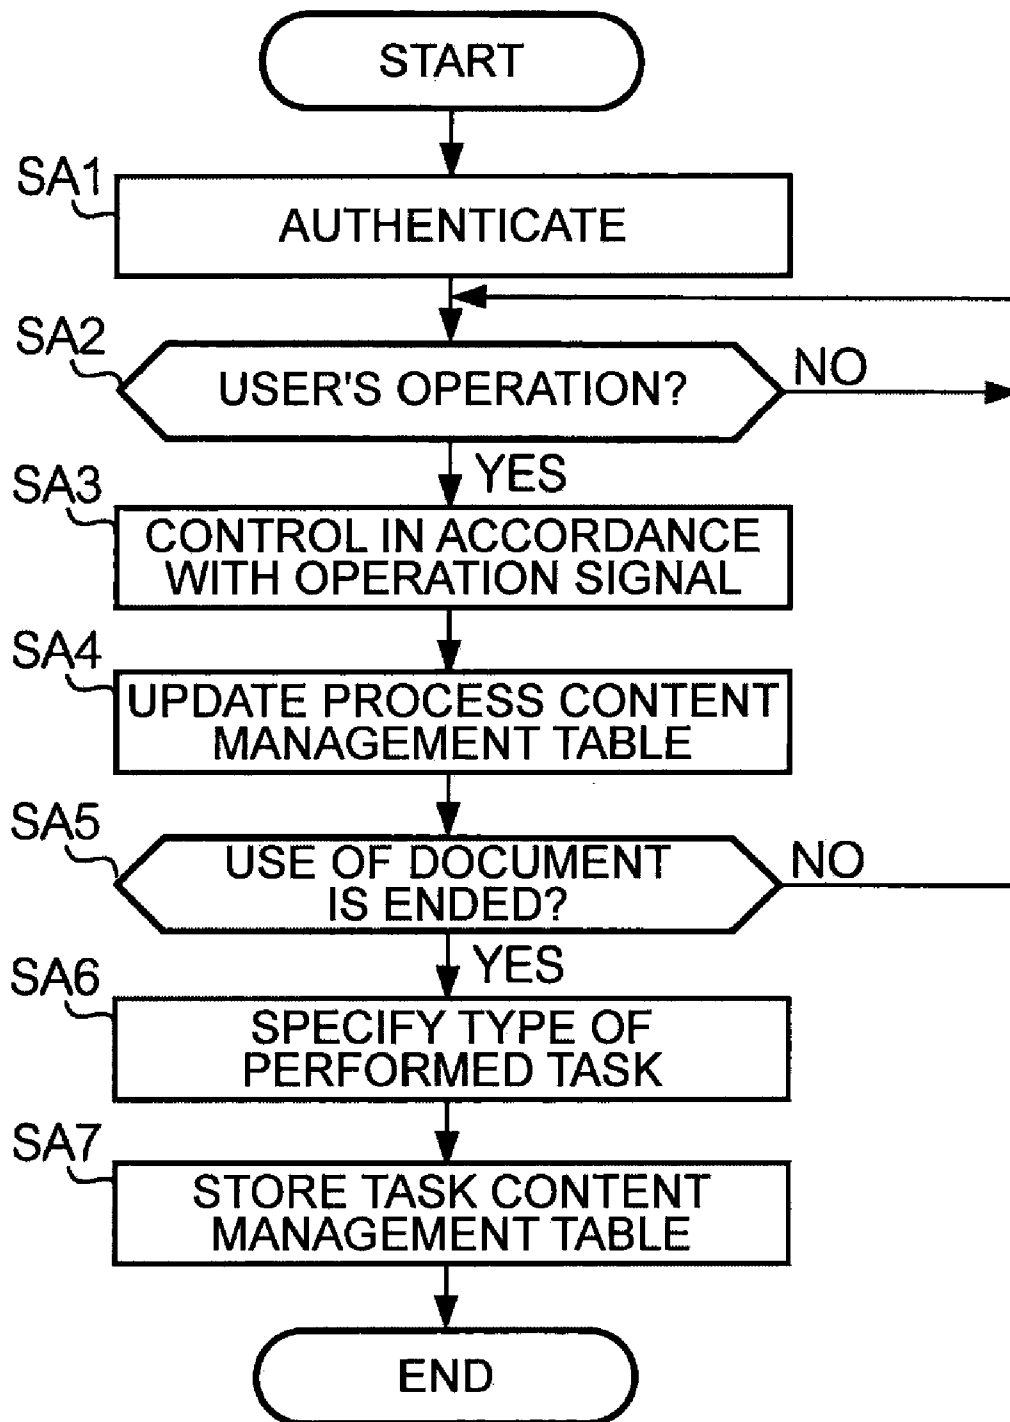 START
SA1
AUTHENTICATE
SA2
USER'S OPERATION?
NO
YES
SA3
CONTROL IN ACCORDANCE
WITH OPERATION SIGNAL
SA4
UPDATE PROCESS CONTENT
MANAGEMENT TABLE
SA5
USE OF DOCUMENT
IS ENDED?
NO
YES
SA6
SPECIFY TYPE OF
PERFORMED TASK
SA7
STORE TASK CONTENT
MANAGEMENT TABLE
END